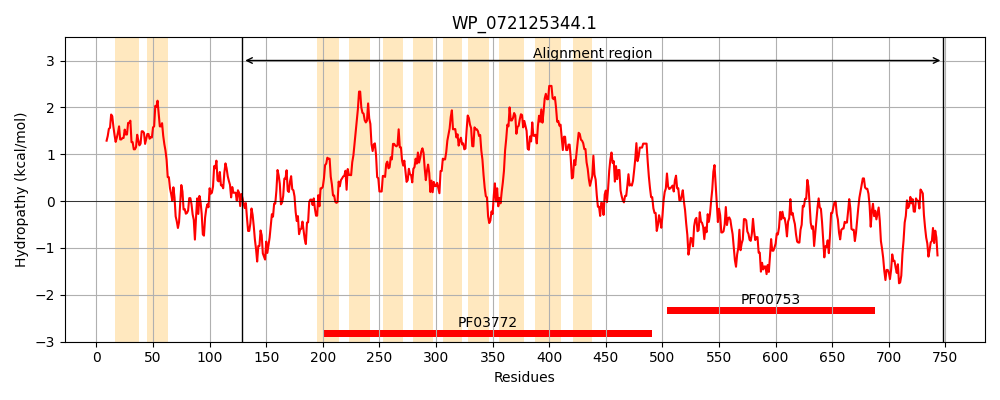 WP_072125344.1
Alignment region
Hydropathy (kcal/mol)
3
2
1
0
−1
−2
−3
PF00753
PF03772
0 50 100 150 200 250 300 350 400 450 500 550 600 650 700 750
Residues